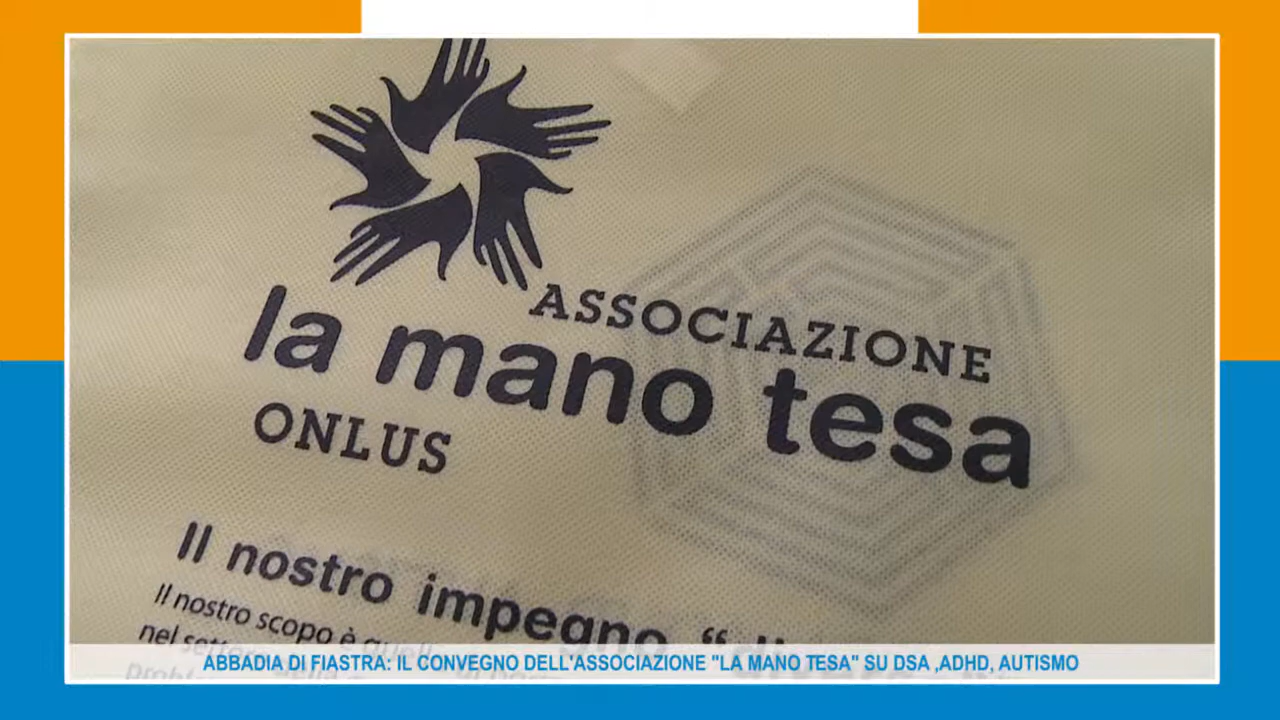 ASSOCIAZIONE
la mano tesa
ONLUS
Il nostro impegno
Il nostro scopo è
nel
ABBADIA DI FIASTRA: IL CONVEGNO DELL'ASSOCIAZIONE "LA MANO TESA" SU DSA ,ADHD, AUTISMO